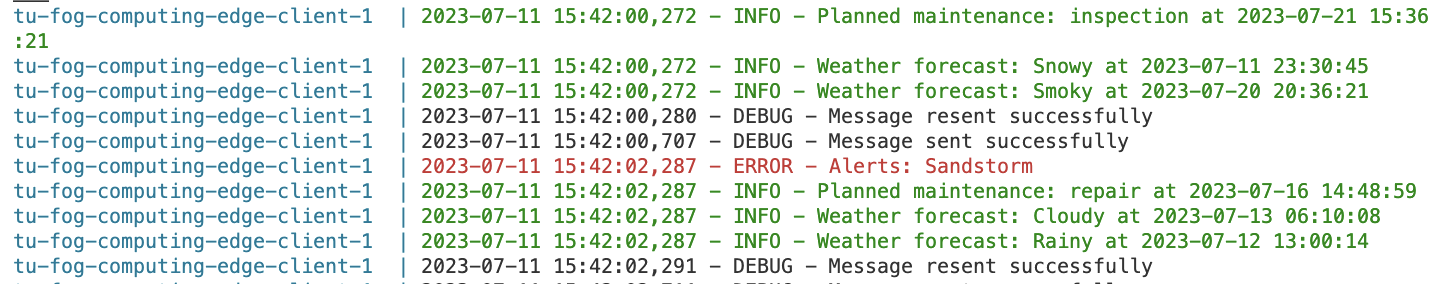 tu-fog-computing-edge-client-1  | 2023-07-11 15:42:00,272 - INFO - Planned maintenance: inspection at 2023-07-21 15:36
:21
tu-fog-computing-edge-client-1  | 2023-07-11 15:42:00,272 - INFO - Weather forecast: Snowy at 2023-07-11 23:30:45
tu-fog-computing-edge-client-1  | 2023-07-11 15:42:00,272 - INFO - Weather forecast: Smoky at 2023-07-20 20:36:21
tu-fog-computing-edge-client-1  | 2023-07-11 15:42:00,280 - DEBUG - Message resent successfully
tu-fog-computing-edge-client-1  | 2023-07-11 15:42:00,707 - DEBUG - Message sent successfully
tu-fog-computing-edge-client-1  | 2023-07-11 15:42:02,287 - ERROR - Alerts: Sandstorm
tu-fog-computing-edge-client-1  | 2023-07-11 15:42:02,287 - INFO - Planned maintenance: repair at 2023-07-16 14:48:59
tu-fog-computing-edge-client-1  | 2023-07-11 15:42:02,287 - INFO - Weather forecast: Cloudy at 2023-07-13 06:10:08
tu-fog-computing-edge-client-1  | 2023-07-11 15:42:02,287 - INFO - Weather forecast: Rainy at 2023-07-12 13:00:14
tu-fog-computing-edge-client-1  | 2023-07-11 15:42:02,291 - DEBUG - Message resent successfully